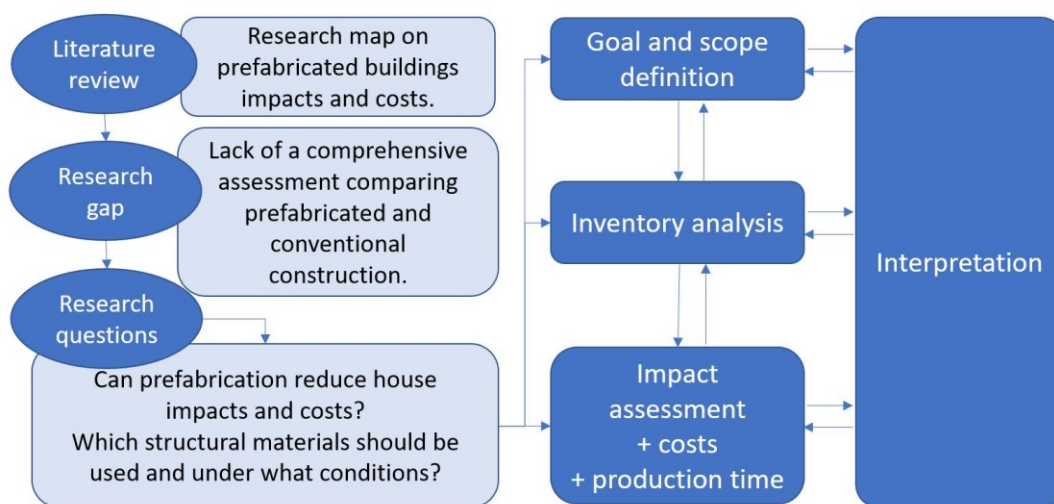 Literature
review
Research map on
prefabricated buildings
impacts and costs.
Research
gap
Lack of a comprehensive
assessment comparing
prefabricated and
conventional
construction.
Research
questions
Can prefabrication reduce house
impacts and costs?
Which structural materials should be
used and under what conditions?
Goal and scope
definition
Inventory analysis
Impact
assessment
+ costs
+ production time
Interpretation